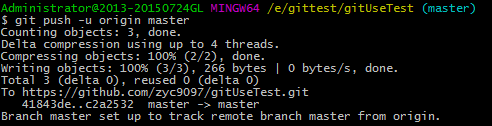 Administrator@2013-20150724GL MINGW64 /e/gittest/gitUseTest (master)
$ git push -u origin master
Counting objects: 3, done.
Delta compression using up to 4 threads.
Compressing objects: 100% (2/2), done.
Writing objects: 100% (3/3), 266 bytes | 0 bytes/s, done.
Total 3 (delta 0), reused 0 (delta 0)
To https://github.com/zyc9097/gitUseTest.git
   41843de..c2a2532  master -> master
Branch master set up to track remote branch master from origin.